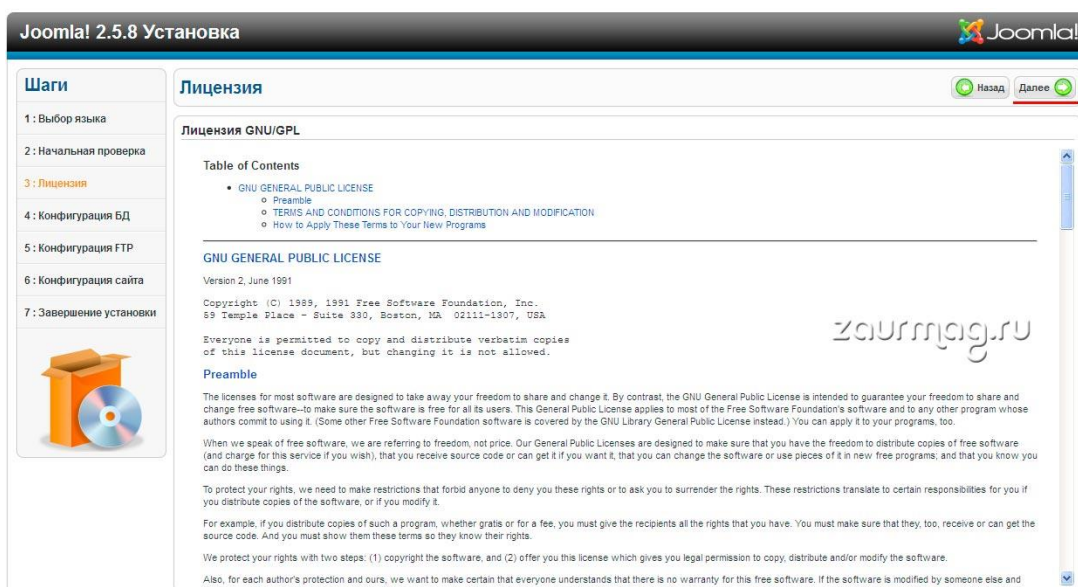 Joomla! 2.5.8 Установка
Joomla!
Шаги
1 : Выбор языка
2 : Начальная проверка
3 : Лицензия
4 : Конфигурация БД
5 : Конфигурация FTP
6 : Конфигурация сайта
7 : Завершение установки
Лицензия
Назад
Далее
Лицензия GNU/GPL
Table of Contents
GNU GENERAL PUBLIC LICENSE
Preamble
TERMS AND CONDITIONS FOR COPYING, DISTRIBUTION AND MODIFICATION
How to Apply These Terms to Your New Programs
GNU GENERAL PUBLIC LICENSE
Version 2, June 1991
Copyright (C) 1989, 1991 Free Software Foundation, Inc.
59 Temple Place - Suite 330, Boston, MA  02111-1307, USA
Everyone is permitted to copy and distribute verbatim copies
of this license document, but changing it is not allowed.
zaurmag.ru
Preamble
The licenses for most software are designed to take away your freedom to share and change it. By contrast, the GNU General Public License is intended to guarantee your freedom to share and
change free software--to make sure the software is free for all its users. This General Public License applies to most of the Free Software Foundation's software and to any other program whose
authors commit to using it. (Some other Free Software Foundation software is covered by the GNU Library General Public License instead.) You can apply it to your programs, too.
When we speak of free software, we are referring to freedom, not price. Our General Public Licenses are designed to make sure that you have the freedom to distribute copies of free software
(and charge for this service if you wish), that you receive source code or can get it if you want it, that you can change the software or use pieces of it in new free programs; and that you know you
can do these things.
To protect your rights, we need to make restrictions that forbid anyone to deny you these rights or to ask you to surrender the rights. These restrictions translate to certain responsibilities for you if
you distribute copies of the software, or if you modify it.
For example, if you distribute copies of such a program, whether gratis or for a fee, you must give the recipients all the rights that you have. You must make sure that they, too, receive or can get the
source code. And you must show them these terms so they know their rights.
We protect your rights with two steps: (1) copyright the software, and (2) offer you this license which gives you legal permission to copy, distribute and/or modify the software.
Also, for each author's protection and ours, we want to make certain that everyone understands that there is no warranty for this free software. If the software is modified by someone else and